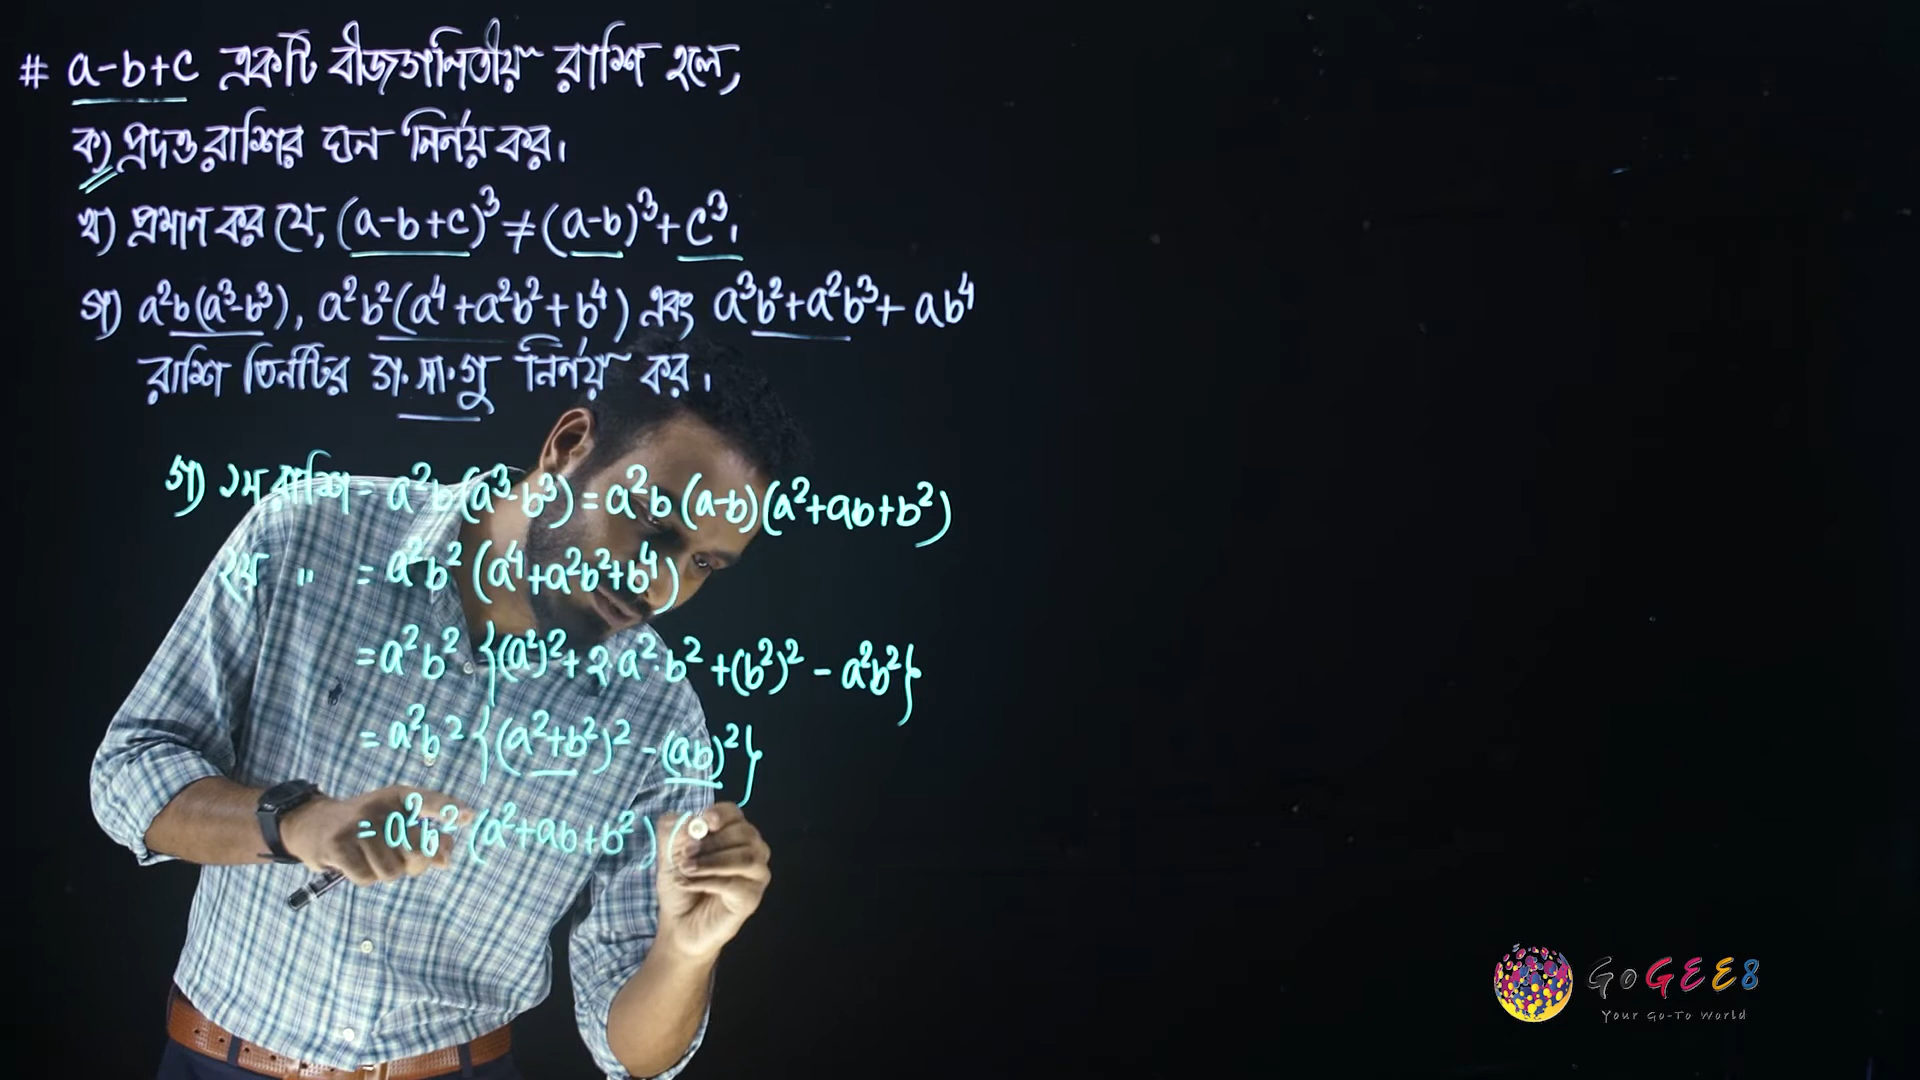 # a-b+c একটি বীজগণিতীয় রাশি হলে,
ক) প্রদত্ত রাশির ঘন নির্ণয় কর।
খ) প্রমাণ কর যে, (a-b+c)³ ≠ (a-b)³+c³।
গ) a²b(a³-b³), a²b²(a⁴+a²b²+b⁴) এবং a³b²+a²b³+ab⁴
রাশি তিনটির গ.সা.গু নির্ণয় কর।
গ) ১ম রাশি = a²b(a³-b³) = a²b (a-b)(a²+ab+b²)
২য় " = a²b² (a⁴+a²b²+b⁴)
= a²b² {(a²)²+2.a².b²+(b²)² - a²b²}
= a²b² {(a²+b²)² - (ab)²}
= a²b² (a²+ab+b²) (
GoGEE8
Your Go-To World